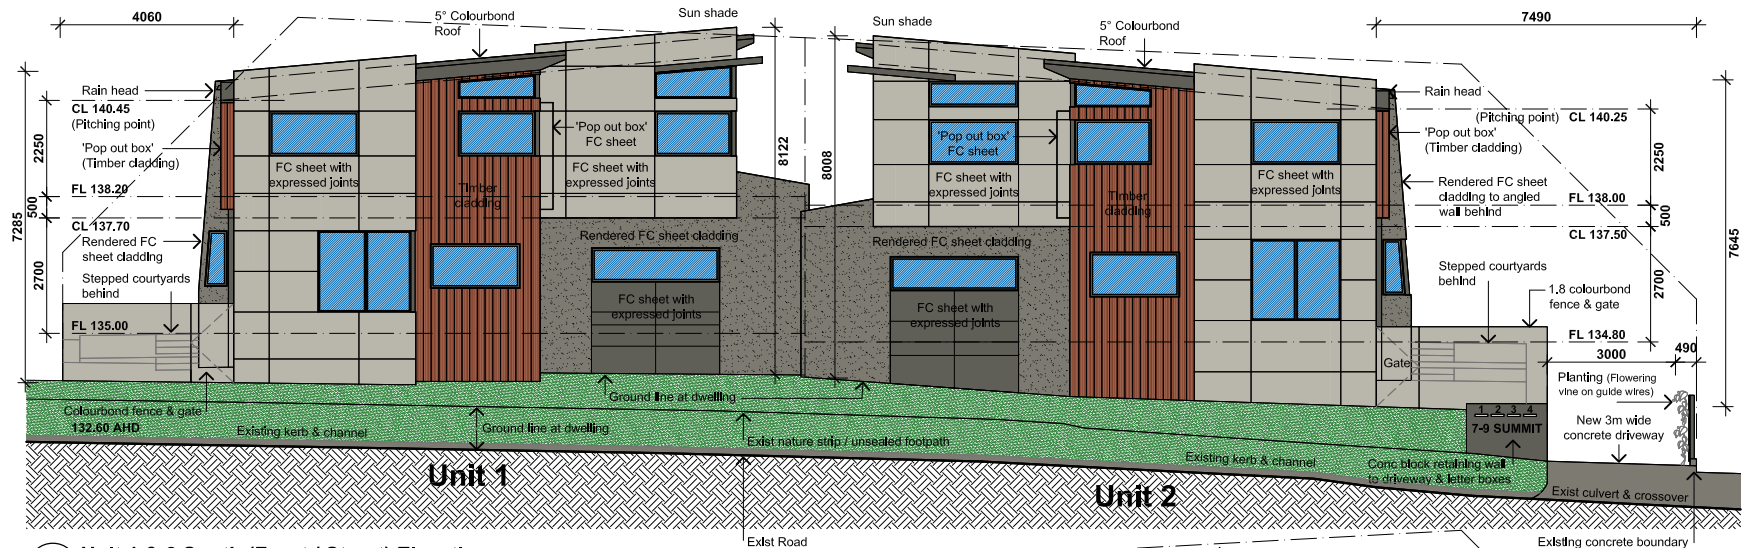 4060
5° Colourbond
Roof
Sun shade
Sun shade
5° Colourbond
Roof
7490
Rain head
CL 140.45
(Pitching point)
'Pop out box'
(Timber cladding)
2250
FL 138.20
500
CL 137.70
7285
Rendered FC
sheet cladding
2700
Stepped courtyards
behind
FL 135.00
Colourbond fence & gate
132.60 AHD
FC sheet with
expressed joints
Timber
cladding
'Pop out box'
FC sheet
FC sheet with
expressed joints
Rendered FC sheet cladding
FC sheet with
expressed joints
8122
8008
'Pop out box'
FC sheet
FC sheet with
expressed joints
Rendered FC sheet cladding
FC sheet with
expressed joints
Timber
cladding
FC sheet with
expressed joints
Rain head
(Pitching point) CL 140.25
'Pop out box'
(Timber cladding)
2250
Rendered FC sheet
cladding to angled
wall behind
FL 138.00
500
CL 137.50
7645
Stepped courtyards
behind
2700
1.8 colourbond
fence & gate
FL 134.80
3000
490
Gate
Planting (Flowering
vine on guide wires)
New 3m wide
concrete driveway
1 2 3 4
7-9 SUMMIT
Ground line at dwelling
Existing kerb & channel
Ground line at dwelling
Exist nature strip / unsealed footpath
Existing kerb & channel
Conc block retaining wall
to driveway & letter boxes
Exist culvert & crossover
Unit 1
Unit 2
Exist Road
Existing concrete boundary